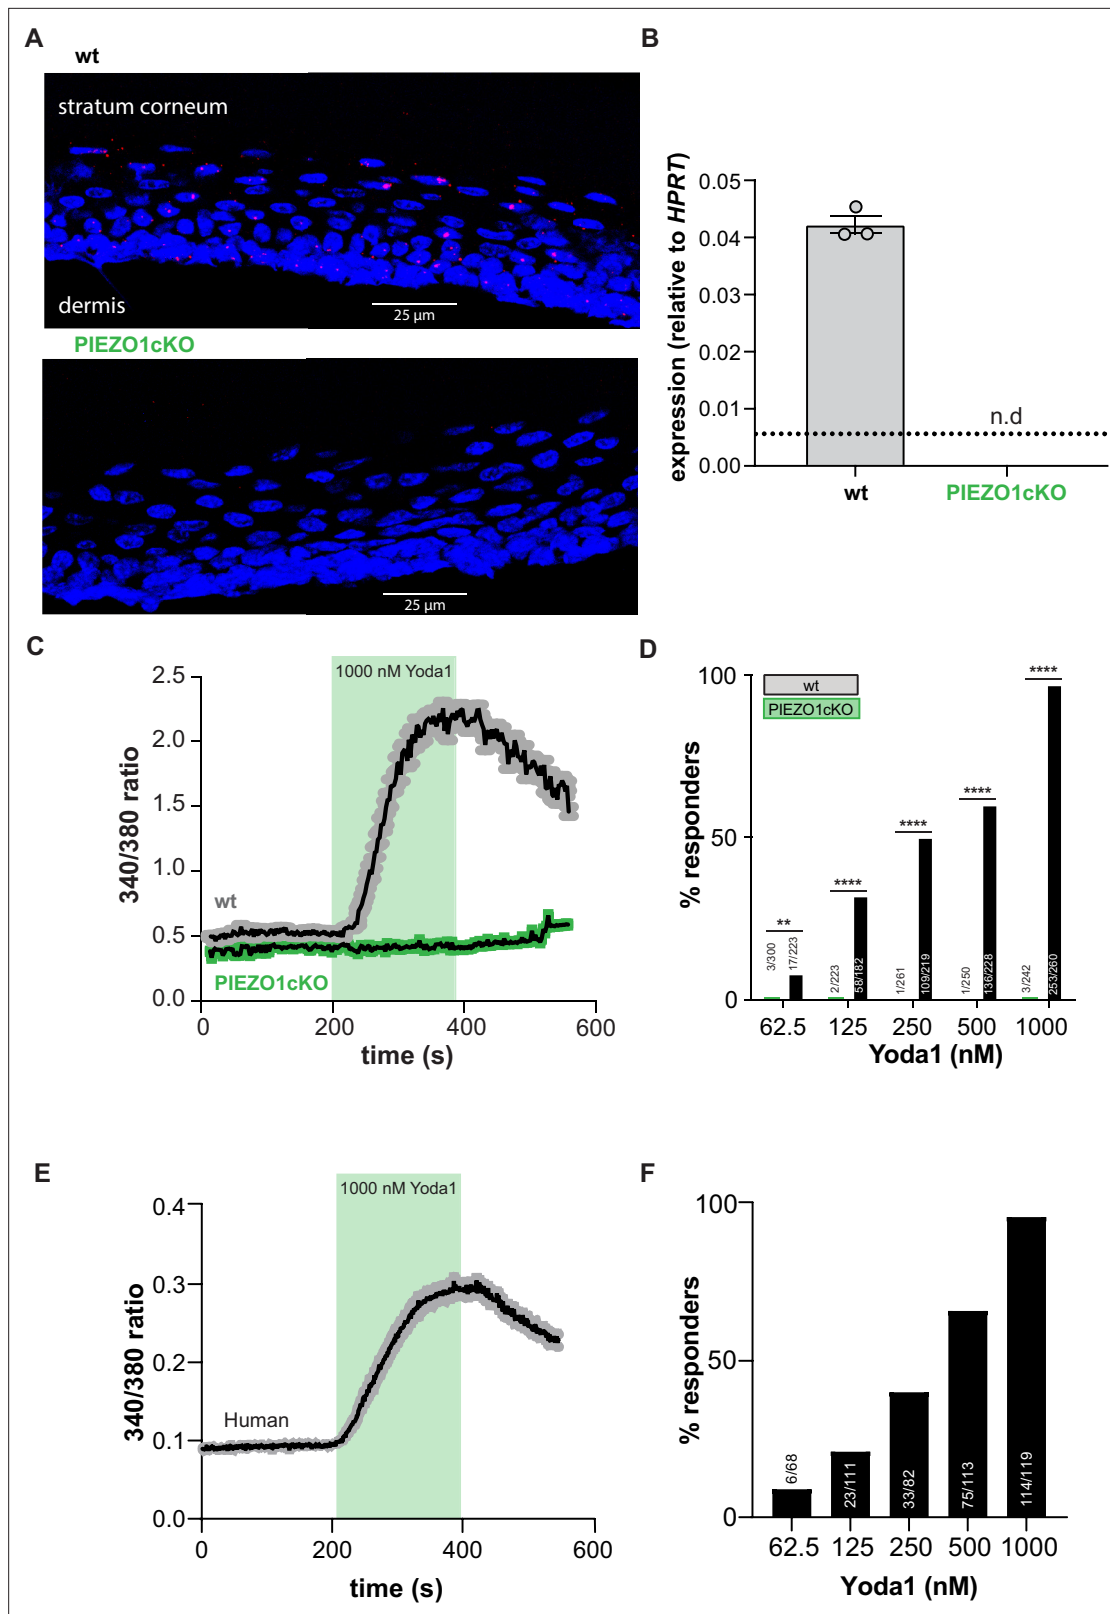 A
wt
stratum corneum
dermis
25 µm
PIEZO1cKO
25 µm
B
expression (relative to HPRT)
0.05
0.04
0.03
0.02
0.01
0.00
n.d
wt
PIEZO1cKO
C
1000 nM Yoda1
340/380 ratio
2.5
2.0
1.5
1.0
0.5
0.0
wt
PIEZO1cKO
0 200 400 600
time (s)
D
% responders
100
50
0
wt
PIEZO1cKO
** **** **** **** ****
3/300 17/223 2/223 58/182 1/261 109/219 1/250 136/228 3/242 253/260
62.5 125 250 500 1000
Yoda1 (nM)
E
1000 nM Yoda1
340/380 ratio
0.4
0.3
0.2
0.1
0.0
Human
0 200 400 600
time (s)
F
% responders
100
50
0
6/68 23/111 33/82 75/113 114/119
62.5 125 250 500 1000
Yoda1 (nM)